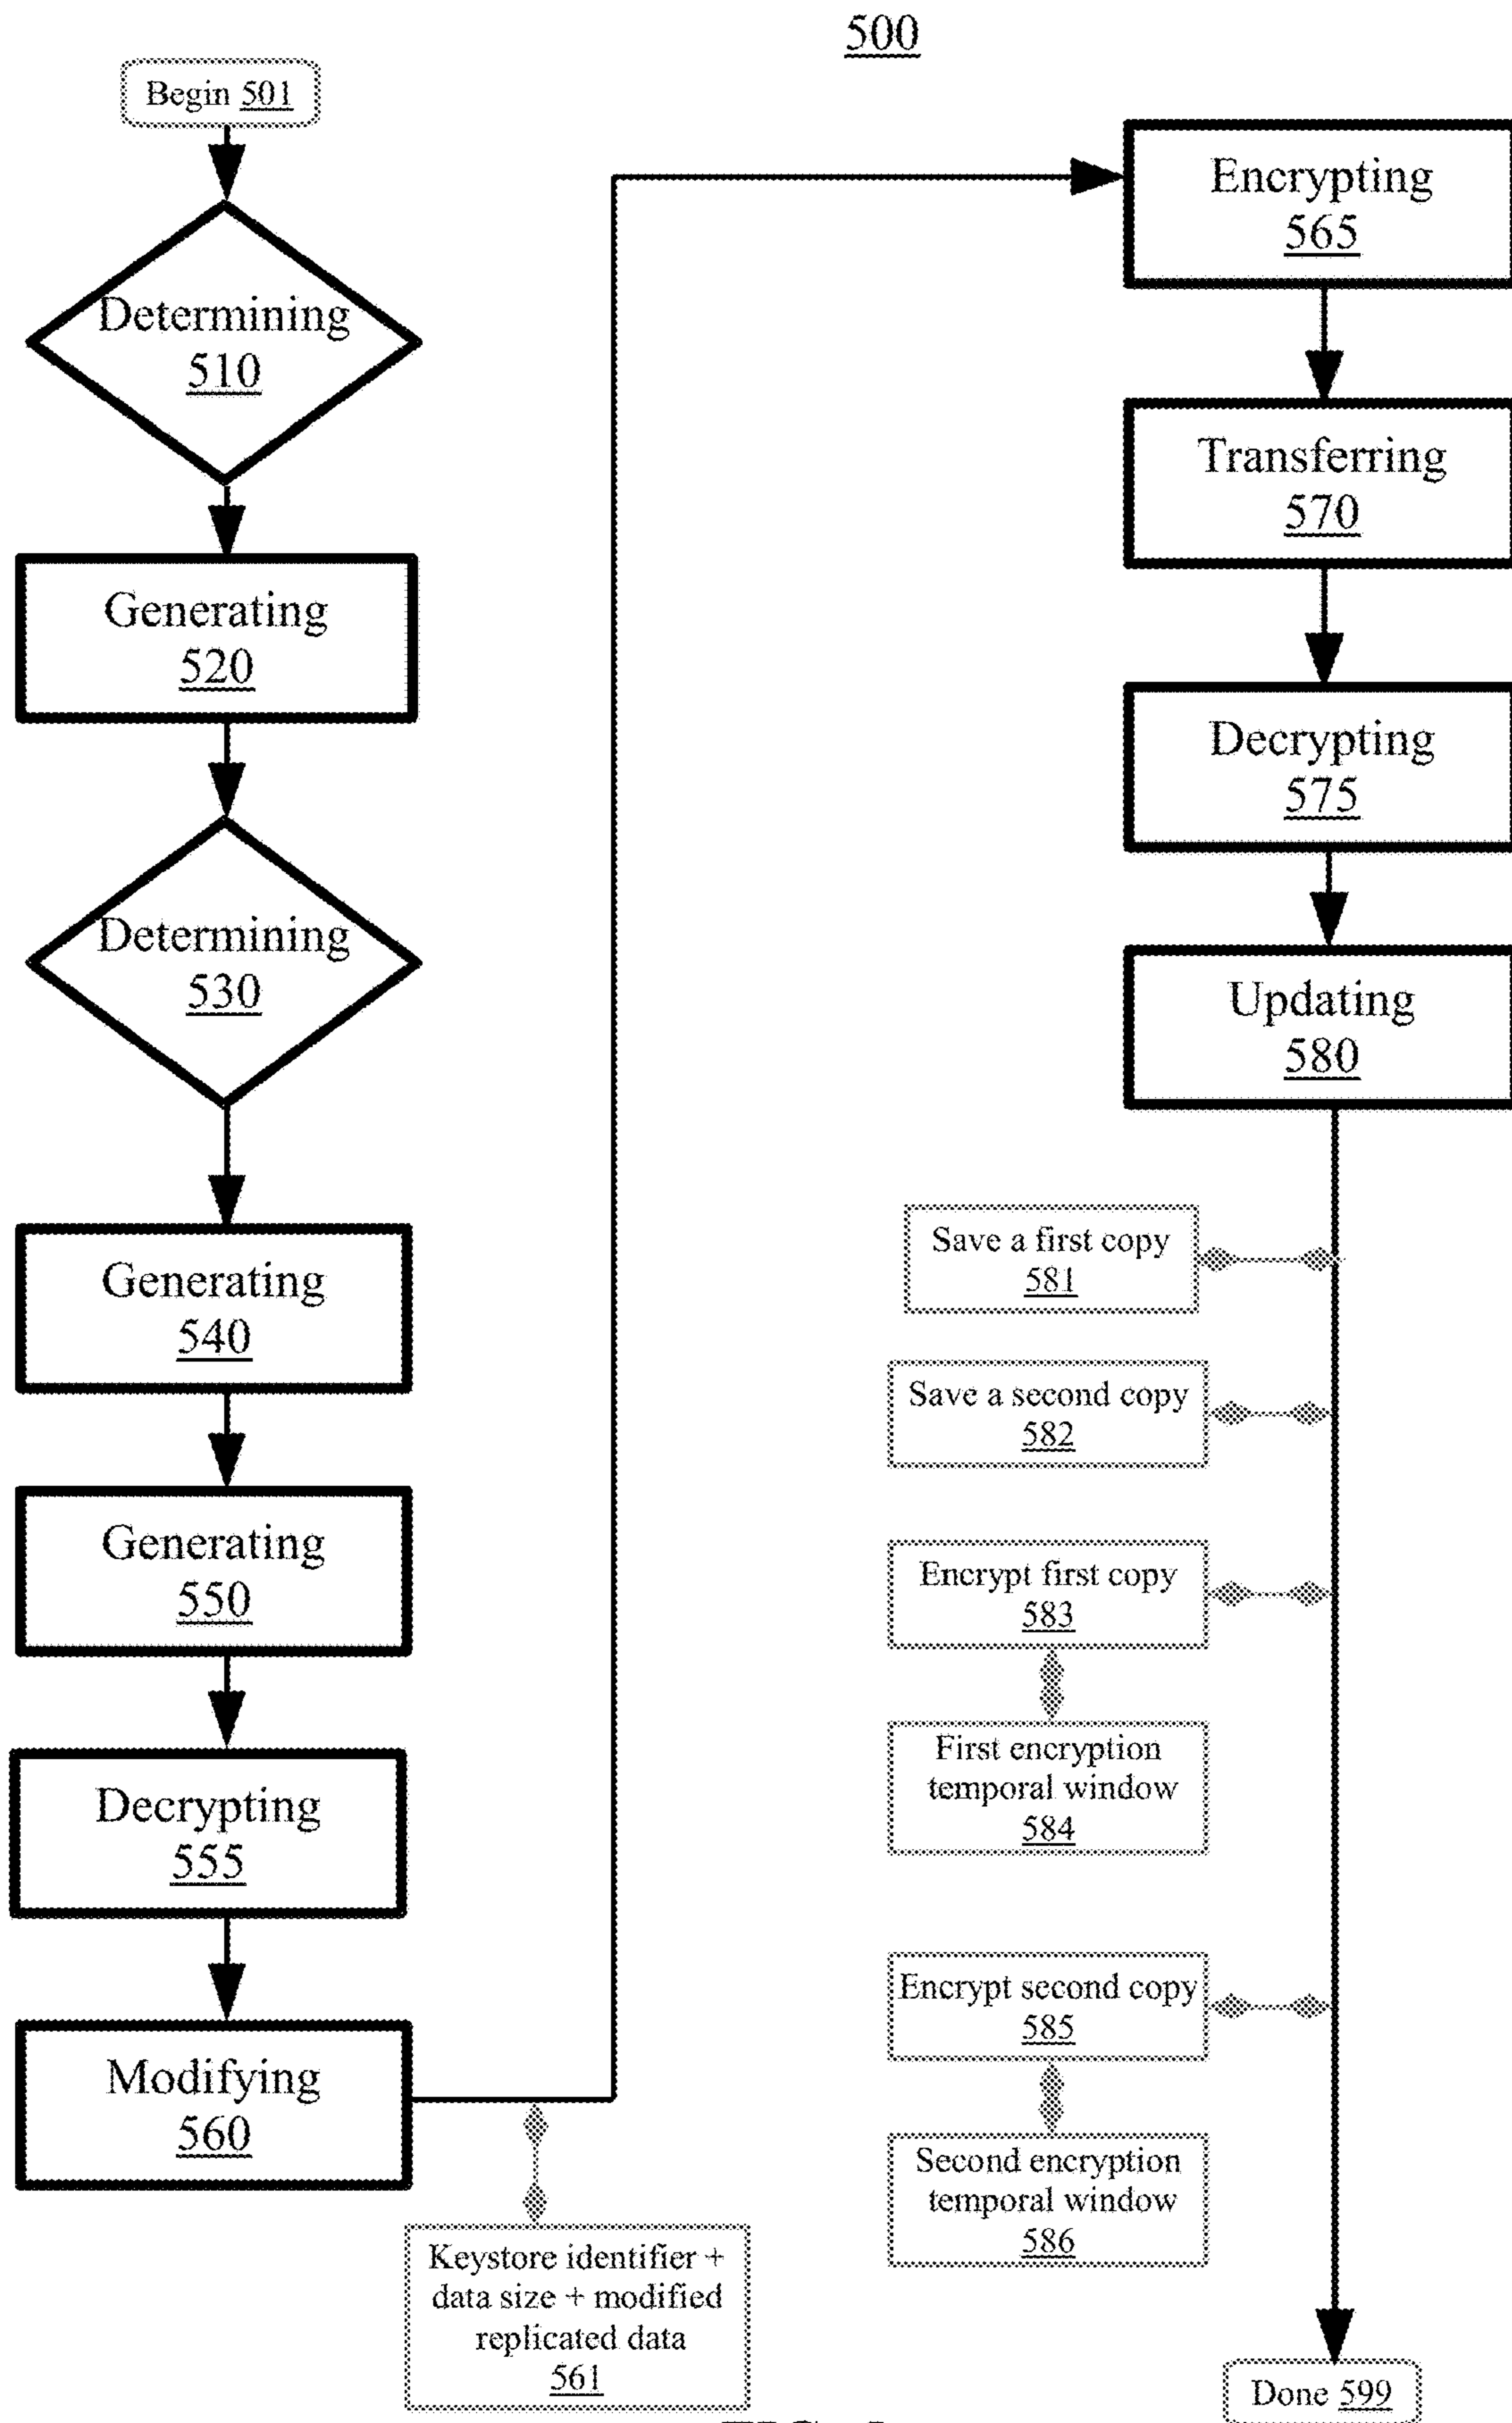 500
Begin 501
Determining
510
Generating
520
Determining
530
Generating
540
Generating
550
Decrypting
555
Modifying
560
Keystore identifier +
data size + modified
replicated data
561
Encrypting
565
Transferring
570
Decrypting
575
Updating
580
Save a first copy
581
Save a second copy
582
Encrypt first copy
583
First encryption
temporal window
584
Encrypt second copy
585
Second encryption
temporal window
586
Done 599